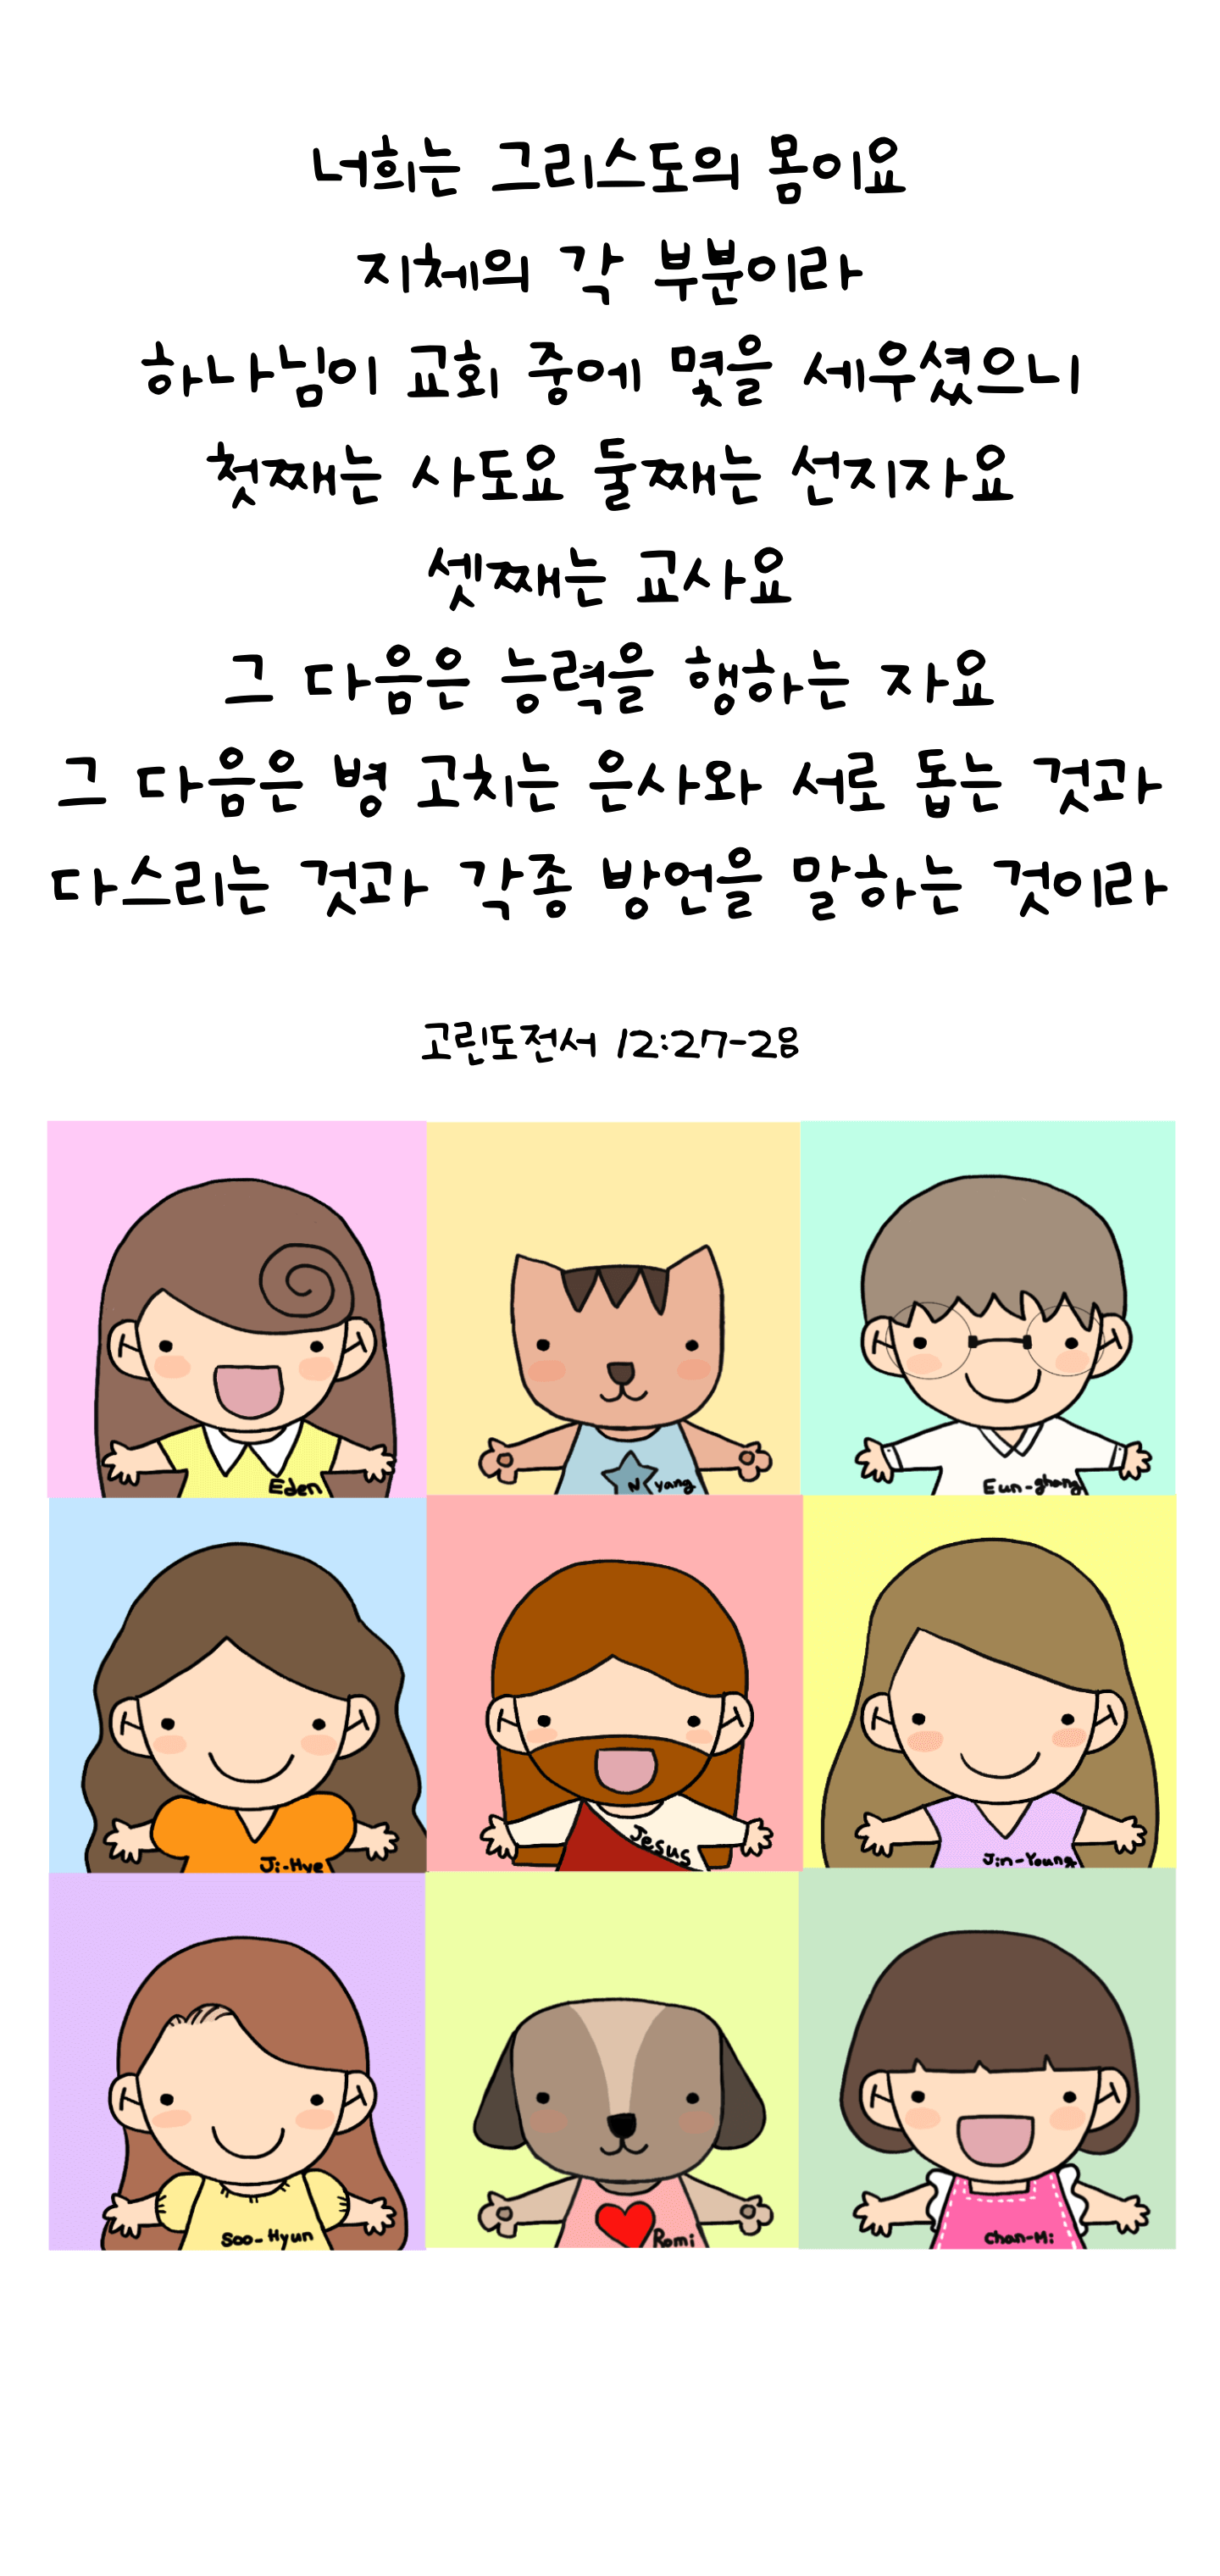 너희는 그리스도의 몸이요
지체의 각 부분이라
하나님이 교회 중에 몇을 세우셨으니
첫째는 사도요 둘째는 선지자요
셋째는 교사요
그 다음은 능력을 행하는 자요
그 다음은 병 고치는 은사와 서로 돕는 것과
다스리는 것과 각종 방언을 말하는 것이라
고린도전서 12:27-28
Eden
N yang
Eun-ghang
Ji-Hye
Jesus
Jin-Young
Soo-Hyun
Romi
Chan-Mi